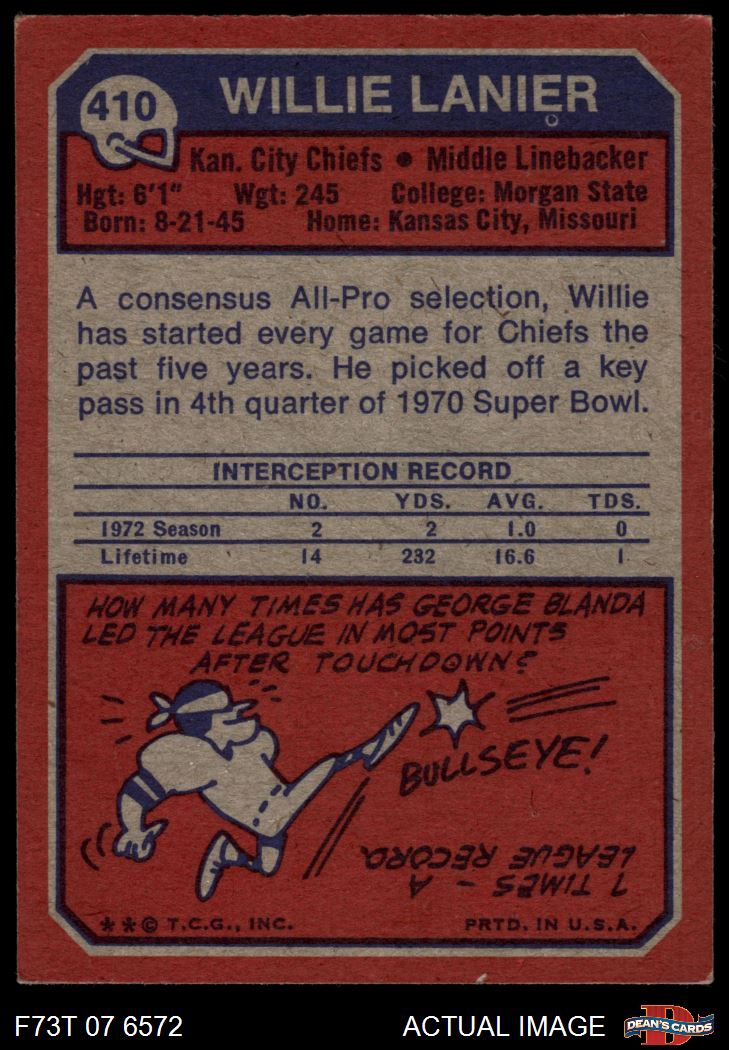 410
WILLIE LANIER
Kan. City Chiefs ● Middle Linebacker
Hgt: 6'1" Wgt: 245 College: Morgan State
Born: 8-21-45 Home: Kansas City, Missouri
A consensus All-Pro selection, Willie
has started every game for Chiefs the
past five years. He picked off a key
pass in 4th quarter of 1970 Super Bowl.
INTERCEPTION RECORD
NO. YDS. AVG. TDS.
1972 Season 2 2 1.0 0
Lifetime 14 232 16.6 1
HOW MANY TIMES HAS GEORGE BLANDA
LED THE LEAGUE IN MOST POINTS
AFTER TOUCHDOWN?
BULLSEYE!
7 TIMES - A
LEAGUE RECORD.
**© T.C.G., INC. PRTD. IN U.S.A.
F73T 07 6572 ACTUAL IMAGE
D
DEAN'S CARDS